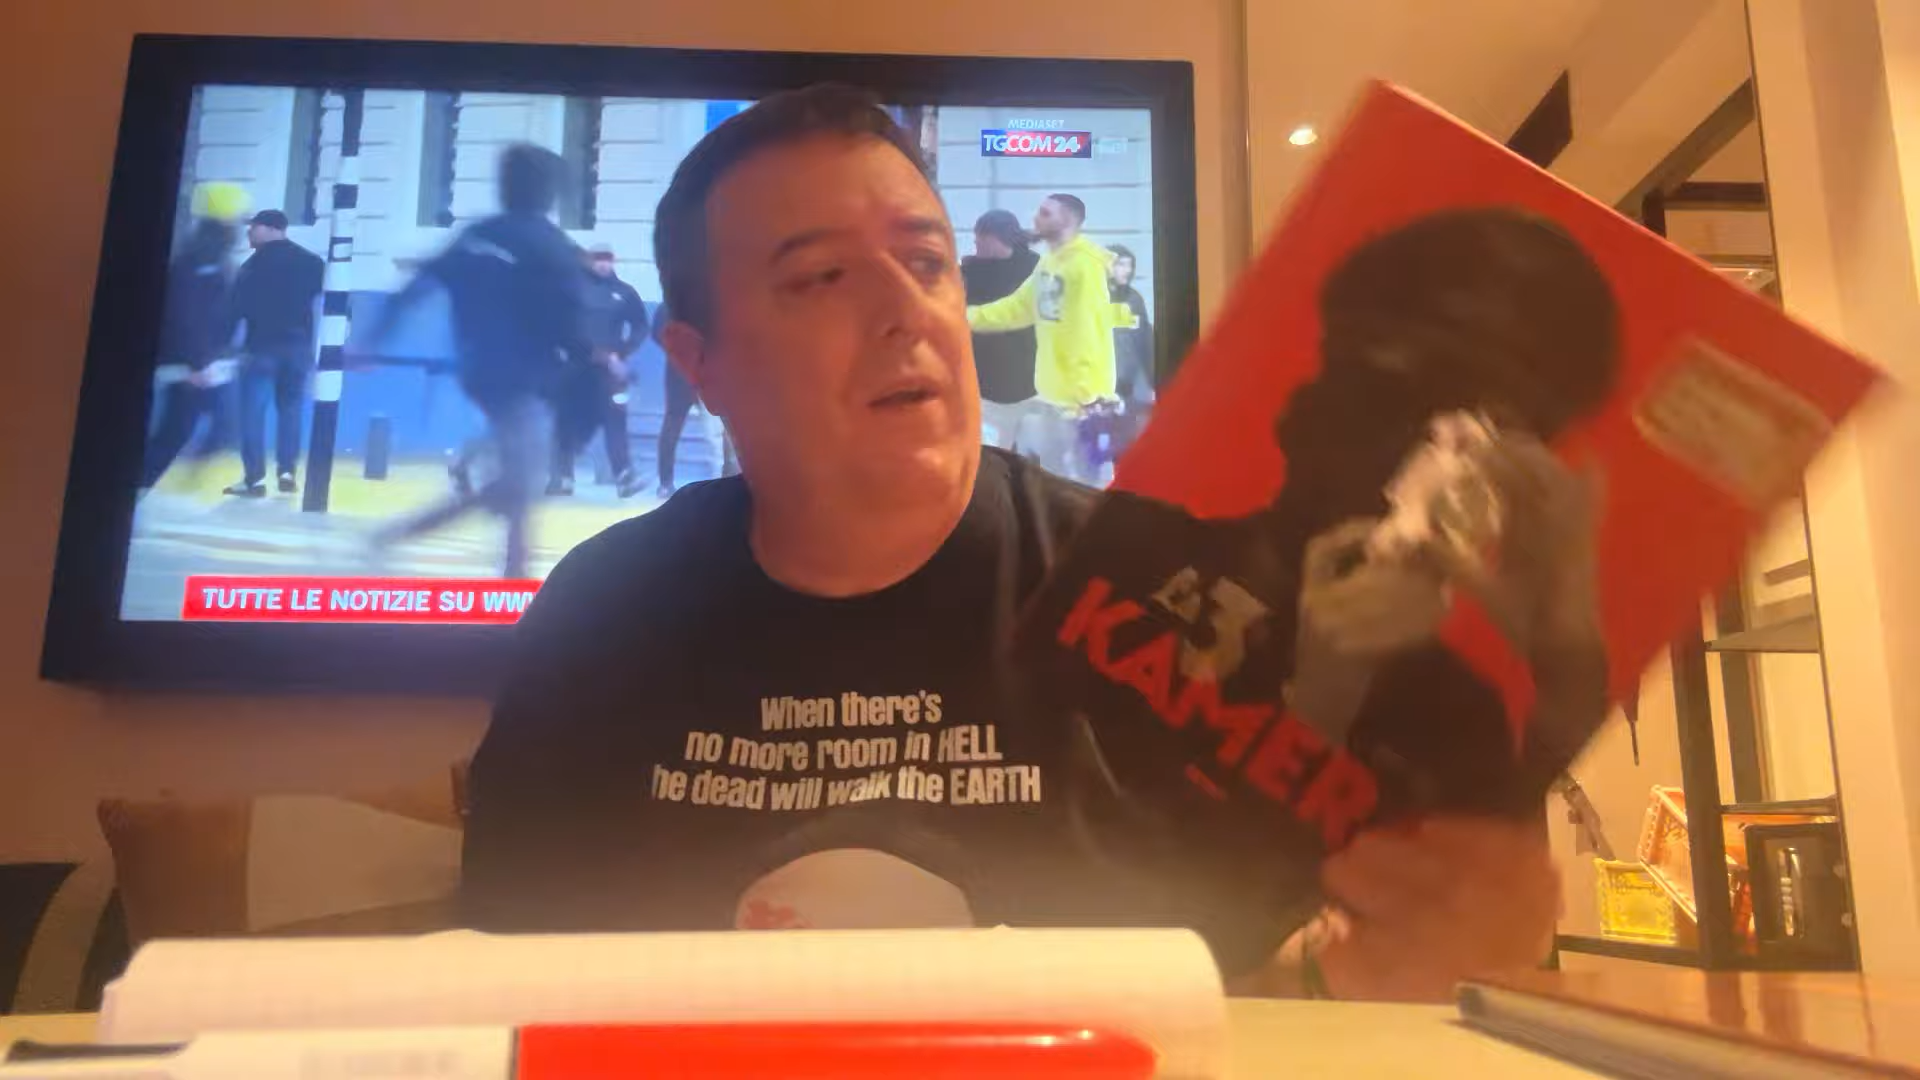 MEDIASET
TGCOM24
TUTTE LE NOTIZIE SU WWW
When there's
no more room in HELL
he dead will walk the EARTH
KAMER